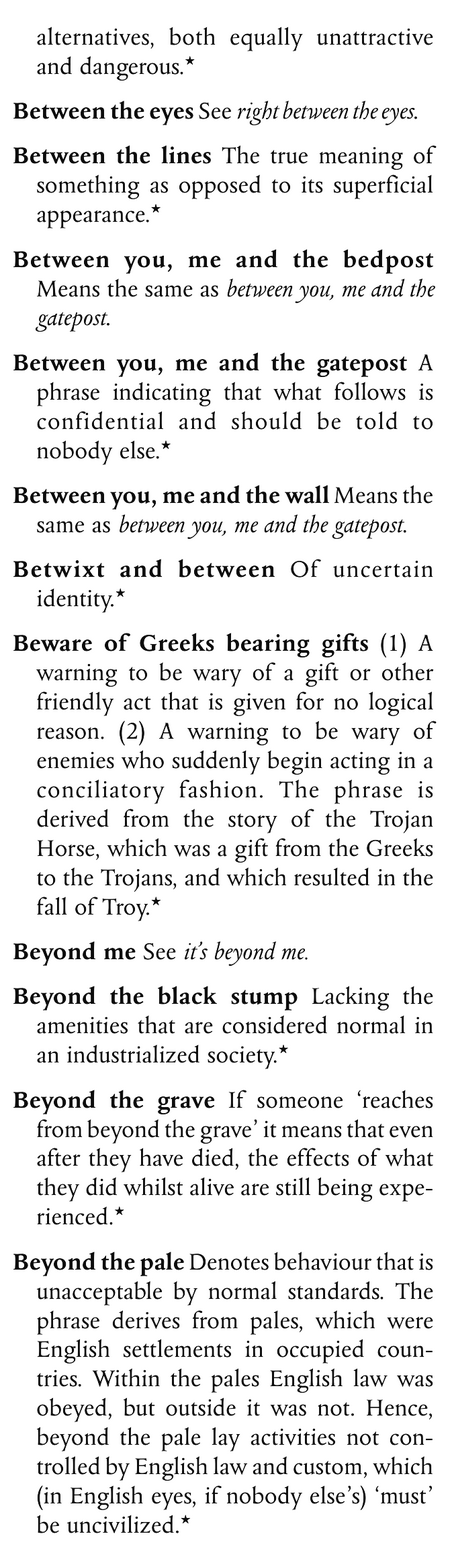 alternatives, both equally unattractive
and dangerous.★
Between the eyes See right between the eyes.
Between the lines The true meaning of
something as opposed to its superficial
appearance.★
Between you, me and the bedpost
Means the same as between you, me and the
gatepost.
Between you, me and the gatepost A
phrase indicating that what follows is
confidential and should be told to
nobody else.★
Between you, me and the wall Means the
same as between you, me and the gatepost.
Betwixt and between Of uncertain
identity.★
Beware of Greeks bearing gifts (1) A
warning to be wary of a gift or other
friendly act that is given for no logical
reason. (2) A warning to be wary of
enemies who suddenly begin acting in a
conciliatory fashion. The phrase is
derived from the story of the Trojan
Horse, which was a gift from the Greeks
to the Trojans, and which resulted in the
fall of Troy.★
Beyond me See it's beyond me.
Beyond the black stump Lacking the
amenities that are considered normal in
an industrialized society.★
Beyond the grave If someone ‘reaches
from beyond the grave’ it means that even
after they have died, the effects of what
they did whilst alive are still being expe-
rienced.★
Beyond the pale Denotes behaviour that is
unacceptable by normal standards. The
phrase derives from pales, which were
English settlements in occupied coun-
tries. Within the pales English law was
obeyed, but outside it was not. Hence,
beyond the pale lay activities not con-
trolled by English law and custom, which
(in English eyes, if nobody else’s) ‘must’
be uncivilized.★